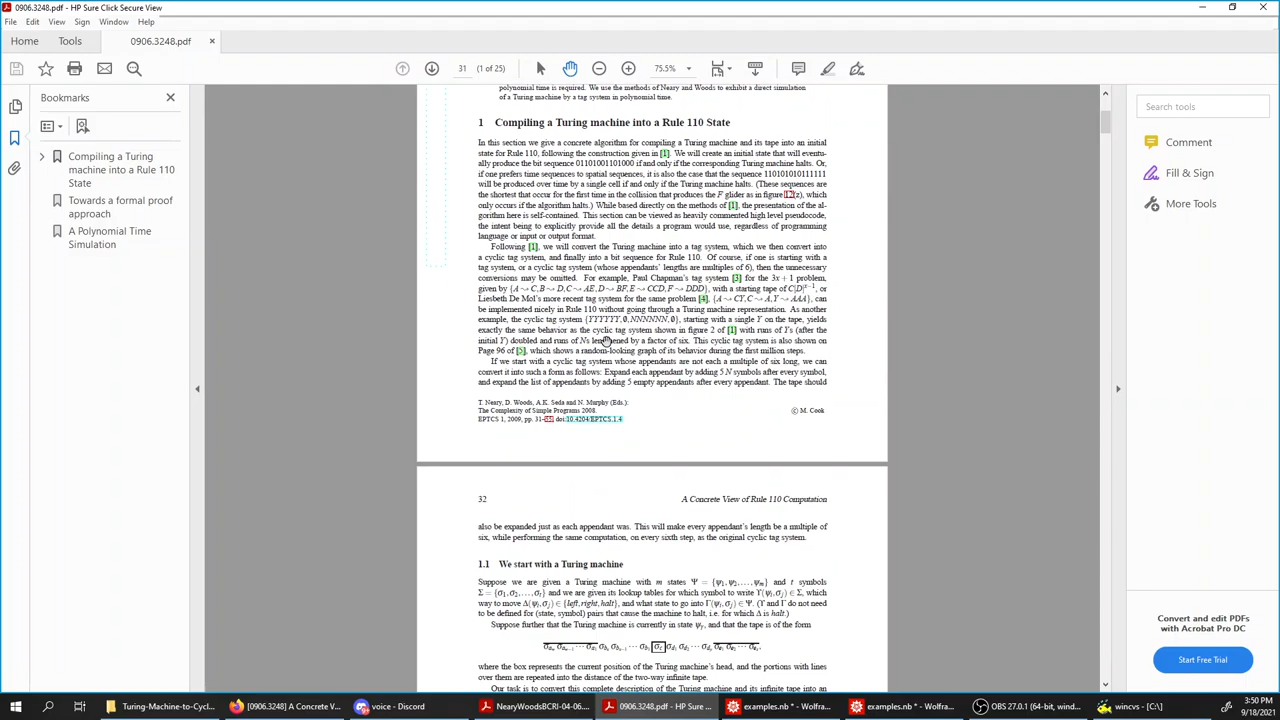 0906.3248.pdf - HP Sure Click Secure View
File Edit View Sign Window Help
Home Tools 0906.3248.pdf ×
31 (1 of 25) 75.5%
Bookmarks
Compiling a Turing machine into a Rule 110 State
Towards a formal proof approach
A Polynomial Time Simulation
polynomial time is required. We use the methods of Neary and Woods to exhibit a direct simulation
of a Turing machine by a tag system in polynomial time.
1 Compiling a Turing machine into a Rule 110 State
In this section we give a concrete algorithm for compiling a Turing machine and its tape into an initial
state for Rule 110, following the construction given in [1]. We will create an initial state that will eventu-
ally produce the bit sequence 01101001101000 if and only if the corresponding Turing machine halts. Or,
if one prefers time sequences to spatial sequences, it is also the case that the sequence 110101010111111
will be produced over time by a single cell if and only if the Turing machine halts. (These sequences are
the shortest that occur for the first time in the collision that produces the F glider as in figure 12(z), which
only occurs if the algorithm halts.) While based directly on the methods of [1], the presentation of the al-
gorithm here is self-contained. This section can be viewed as heavily commented high level pseudocode,
the intent being to explicitly provide all the details a program would use, regardless of programming
language or input or output format.
Following [1], we will convert the Turing machine into a tag system, which we then convert into
a cyclic tag system, and finally into a bit sequence for Rule 110. Of course, if one is starting with a
tag system, or a cyclic tag system (whose appendants' lengths are multiples of 6), then the unnecessary
conversions may be omitted. For example, Paul Chapman's tag system [3] for the 3x + 1 problem,
given by {A ⤳ C, B ⤳ D, C ⤳ AE, D ⤳ BF, E ⤳ CCD, F ⤳ DDD}, with a starting tape of C[D]ˣ⁻¹, or
Liesbeth De Mol's more recent tag system for the same problem [4], {A ⤳ CY, C ⤳ A, Y ⤳ AAA}, can
be implemented nicely in Rule 110 without going through a Turing machine representation. As another
example, the cyclic tag system {YYYYYY, ∅, NNNNNN, ∅}, starting with a single Y on the tape, yields
exactly the same behavior as the cyclic tag system shown in figure 2 of [1] with runs of Ys (after the
initial Y) doubled and runs of Ns lengthened by a factor of six. This cyclic tag system is also shown on
Page 96 of [5], which shows a random-looking graph of its behavior during the first million steps.
If we start with a cyclic tag system whose appendants are not each a multiple of six long, we can
convert it into such a form as follows: Expand each appendant by adding 5 N symbols after every symbol,
and expand the list of appendants by adding 5 empty appendants after every appendant. The tape should
T. Neary, D. Woods, A.K. Seda and N. Murphy (Eds.):
The Complexity of Simple Programs 2008.
EPTCS 1, 2009, pp. 31–55, doi:10.4204/EPTCS.1.4
© M. Cook
32 A Concrete View of Rule 110 Computation
also be expanded just as each appendant was. This will make every appendant's length be a multiple of
six, while performing the same computation, on every sixth step, as the original cyclic tag system.
1.1 We start with a Turing machine
Suppose we are given a Turing machine with m states Ψ = {ψ₁, ψ₂, ..., ψₘ} and t symbols
Σ = {σ₁, σ₂, ..., σₜ} and we are given its lookup tables for which symbol to write ϒ(ψᵢ, σⱼ) ∈ Σ, which
way to move Δ(ψᵢ, σⱼ) ∈ {left, right, halt}, and what state to go into Γ(ψᵢ, σⱼ) ∈ Ψ. (ϒ and Γ do not need
to be defined for (state, symbol) pairs that cause the machine to halt, i.e. for which Δ is halt.)
Suppose further that the Turing machine is currently in state ψ, and that the tape is of the form
where the box represents the current position of the Turing machine's head, and the portions with lines
over them are repeated into the distance of the two-way infinite tape.
Our task is to convert this complete description of the Turing machine and its infinite tape into an
Search tools
Comment
Fill & Sign
More Tools
Convert and edit PDFs
with Acrobat Pro DC
Start Free Trial
Turing-Machine-to-Cycl...
[0906.3248] A Concrete V...
voice - Discord
NearyWoodsBCRI-04-06....
0906.3248.pdf - HP Sure ...
examples.nb * - Wolfra...
examples.nb * - Wolfra...
OBS 27.0.1 (64-bit, wind...
wincvs - [C:\]
3:50 PM
9/18/2021